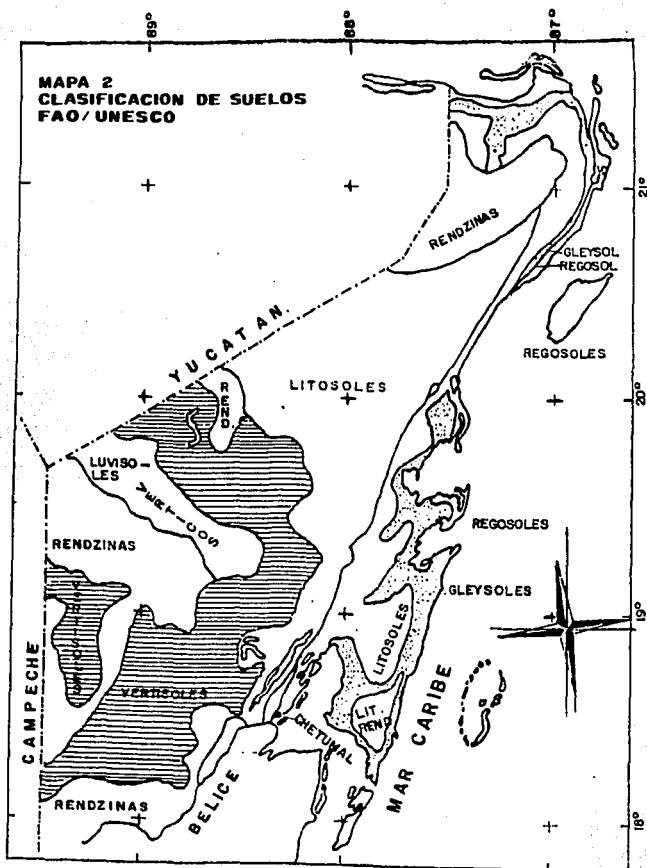 MAPA 2
CLASIFICACION DE SUELOS
FAO/UNESCO
89°
88°
87°
21°
20°
19°
18°
YUCATAN.
CAMPECHE
BELICE
CHETUMAL
MAR CARIBE
RENDZINAS
GLEYSOL
REGOSOL
REGOSOLES
LITOSOLES
REND.
LUVISO-
LES
VERTICOS
RENDZINAS
REGOSOLES
GLEYSOLES
LITOSOLES
VERTISOLES
LIT.
REND
RENDZINAS